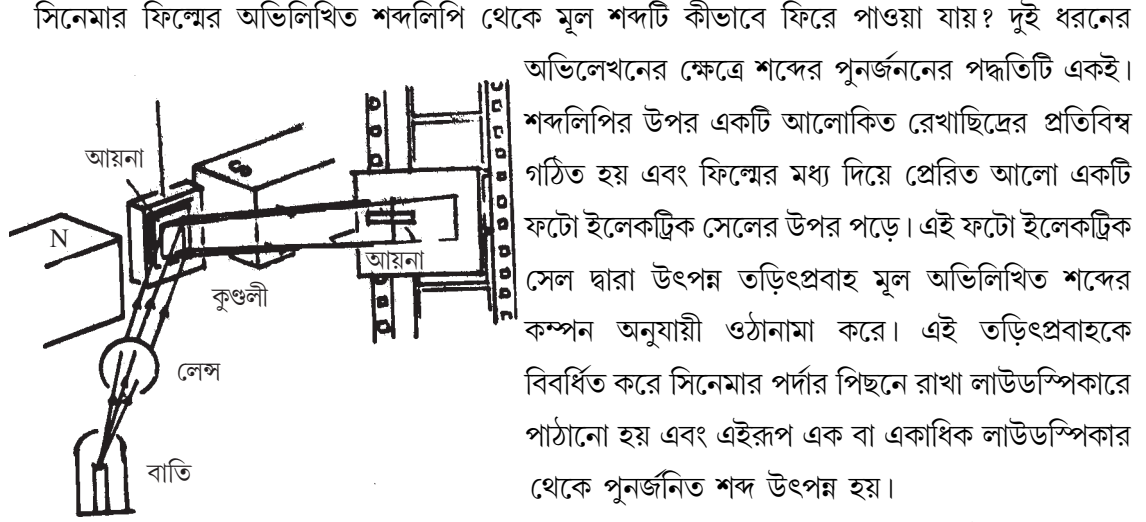 সিনেমার ফিল্মের অভিলিখিত শব্দলিপি থেকে মূল শব্দটি কীভাবে ফিরে পাওয়া যায়? দুই ধরনের
অভিলেখনের ক্ষেত্রে শব্দের পুনর্জননের পদ্ধতিটি একই।
শব্দলিপির উপর একটি আলোকিত রেখাছিদ্রের প্রতিবিম্ব
গঠিত হয় এবং ফিল্মের মধ্য দিয়ে প্রেরিত আলো একটি
ফটো ইলেকট্রিক সেলের উপর পড়ে। এই ফটো ইলেকট্রিক
সেল দ্বারা উৎপন্ন তড়িৎপ্রবাহ মূল অভিলিখিত শব্দের
কম্পন অনুযায়ী ওঠানামা করে। এই তড়িৎপ্রবাহকে
বিবর্ধিত করে সিনেমার পর্দার পিছনে রাখা লাউডস্পিকারে
পাঠানো হয় এবং এইরূপ এক বা একাধিক লাউডস্পিকার
থেকে পুনর্জনিত শব্দ উৎপন্ন হয়।
আয়না
N
আয়না
কুণ্ডলী
লেন্স
বাতি